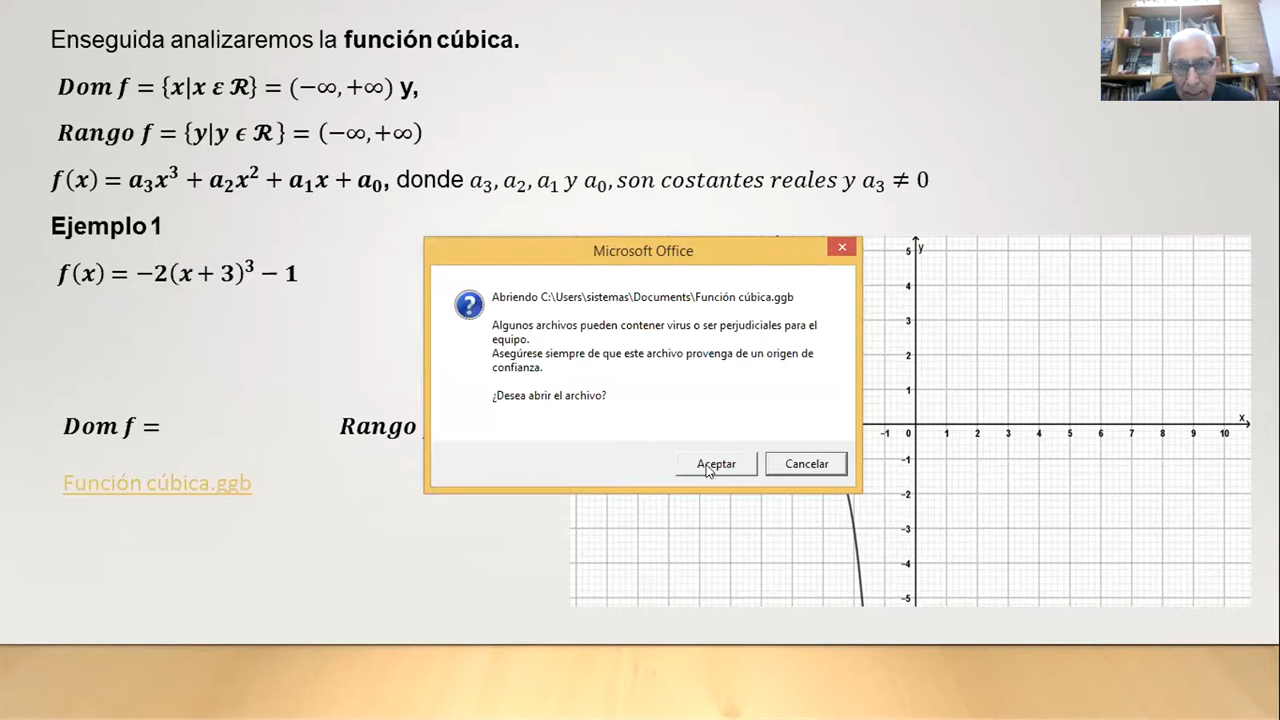 Enseguida analizaremos la función cúbica.
Dom f = {x|x ε ℛ} = (−∞, +∞) y,
Rango f = {y|y ϵ ℛ } = (−∞, +∞)
f(x) = a₃x³ + a₂x² + a₁x + a₀, donde a₃, a₂, a₁ y a₀, son costantes reales y a₃ ≠ 0
Ejemplo 1
f(x) = −2(x + 3)³ − 1
Dom f =
Rango
Función cúbica.ggb
Microsoft Office
Abriendo C:\Users\sistemas\Documents\Función cúbica.ggb
Algunos archivos pueden contener virus o ser perjudiciales para el
equipo.
Asegúrese siempre de que este archivo provenga de un origen de
confianza.
¿Desea abrir el archivo?
Aceptar
Cancelar
y
5
4
3
2
1
x
−1 0 1 2 3 4 5 6 7 8 9 10
−1
−2
−3
−4
−5